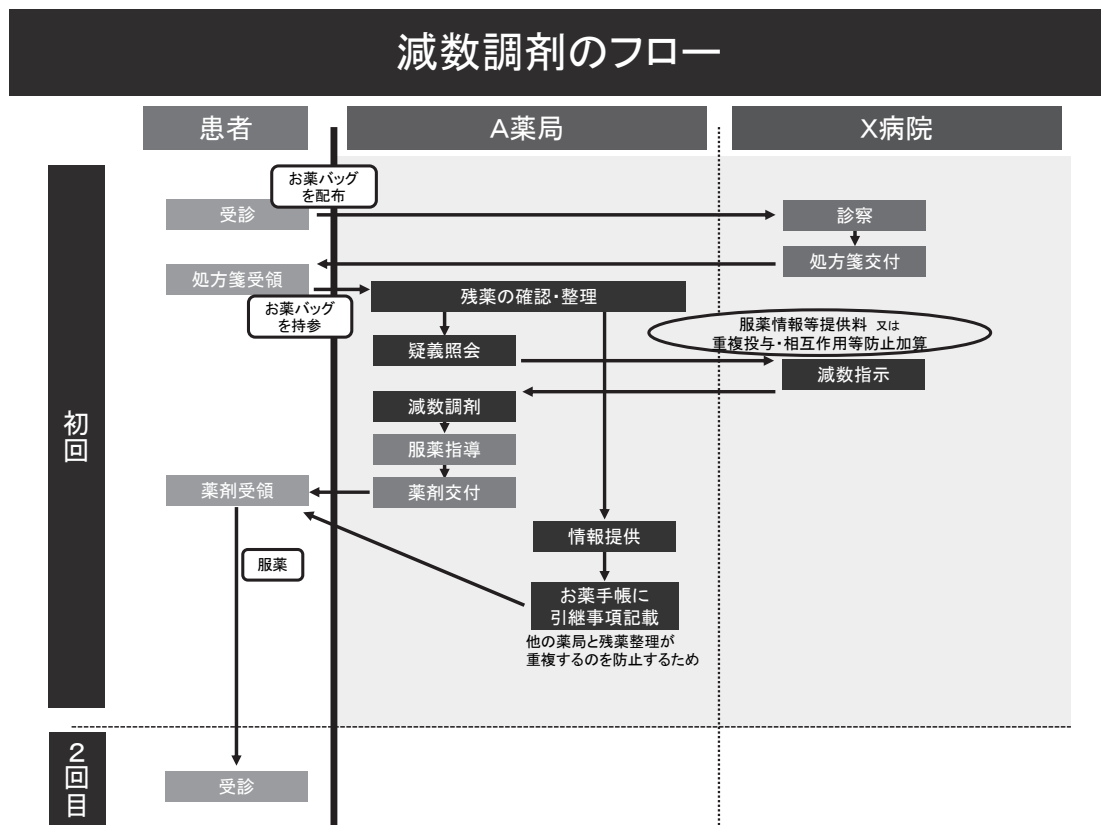 減数調剤のフロー
患者
A薬局
X病院
初回
お薬バッグ
を配布
受診
診察
処方箋交付
処方箋受領
お薬バッグ
を持参
残薬の確認・整理
服薬情報等提供料 又は
重複投与・相互作用等防止加算
疑義照会
減数指示
減数調剤
服薬指導
薬剤受領
薬剤交付
情報提供
服薬
お薬手帳に
引継事項記載
他の薬局と残薬整理が
重複するのを防止するため
2回目
受診